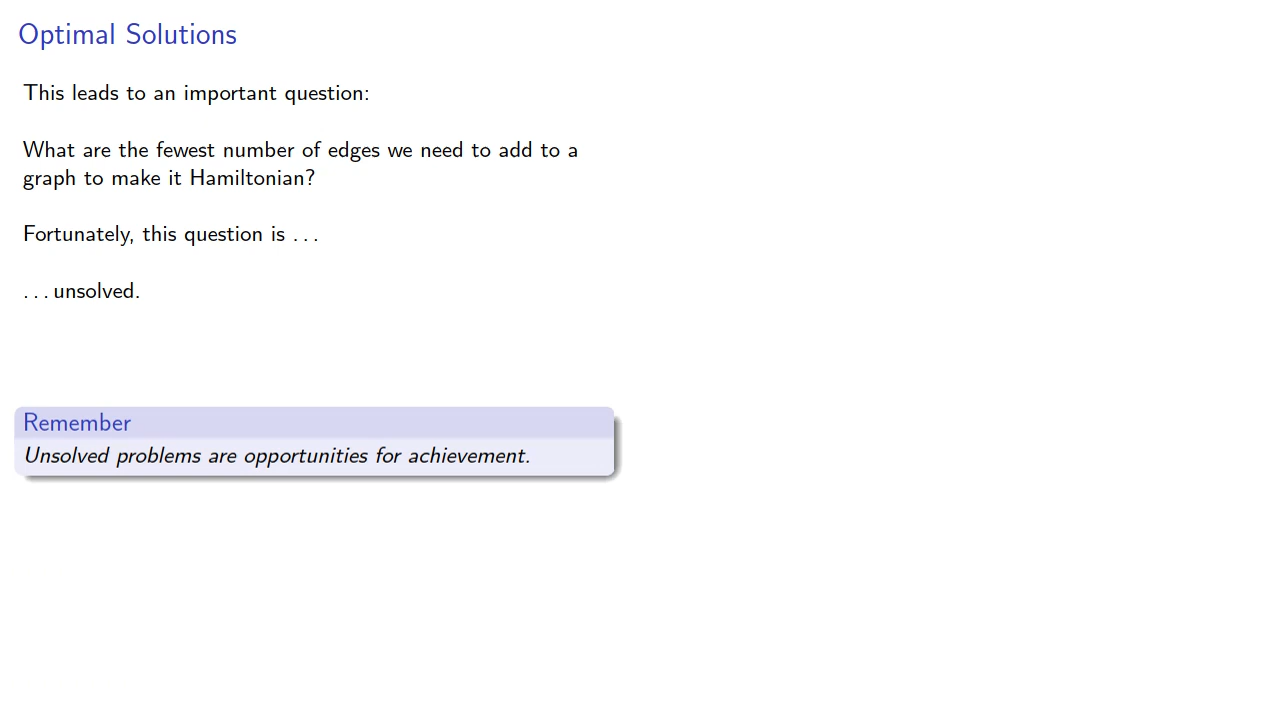 Optimal Solutions
This leads to an important question:
What are the fewest number of edges we need to add to a
graph to make it Hamiltonian?
Fortunately, this question is . . .
. . . unsolved.
Remember
Unsolved problems are opportunities for achievement.